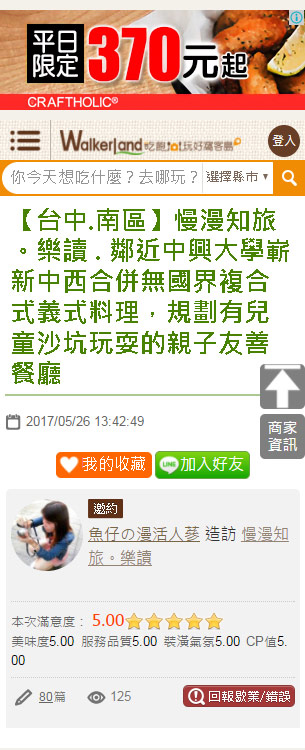 平日
限定
370元起
CRAFTHOLIC®
Walkerland
登入
你今天想吃什麼？去哪玩？
選擇縣市▼
【台中.南區】慢漫知旅
。樂讀 . 鄰近中興大學嶄
新中西合併無國界複合
式義式料理，規劃有兒
童沙坑玩耍的親子友善
餐廳
商家
資訊
2017/05/26 13:42:49
我的收藏
LINE
加入好友
邀約
魚仔の漫活人蔘 造訪 慢漫知
旅。樂讀
本次滿意度： 5.00
美味度5.00 服務品質5.00 裝潢氣氛5.00 CP值5.
00
80篇
125
回報歇業/錯誤